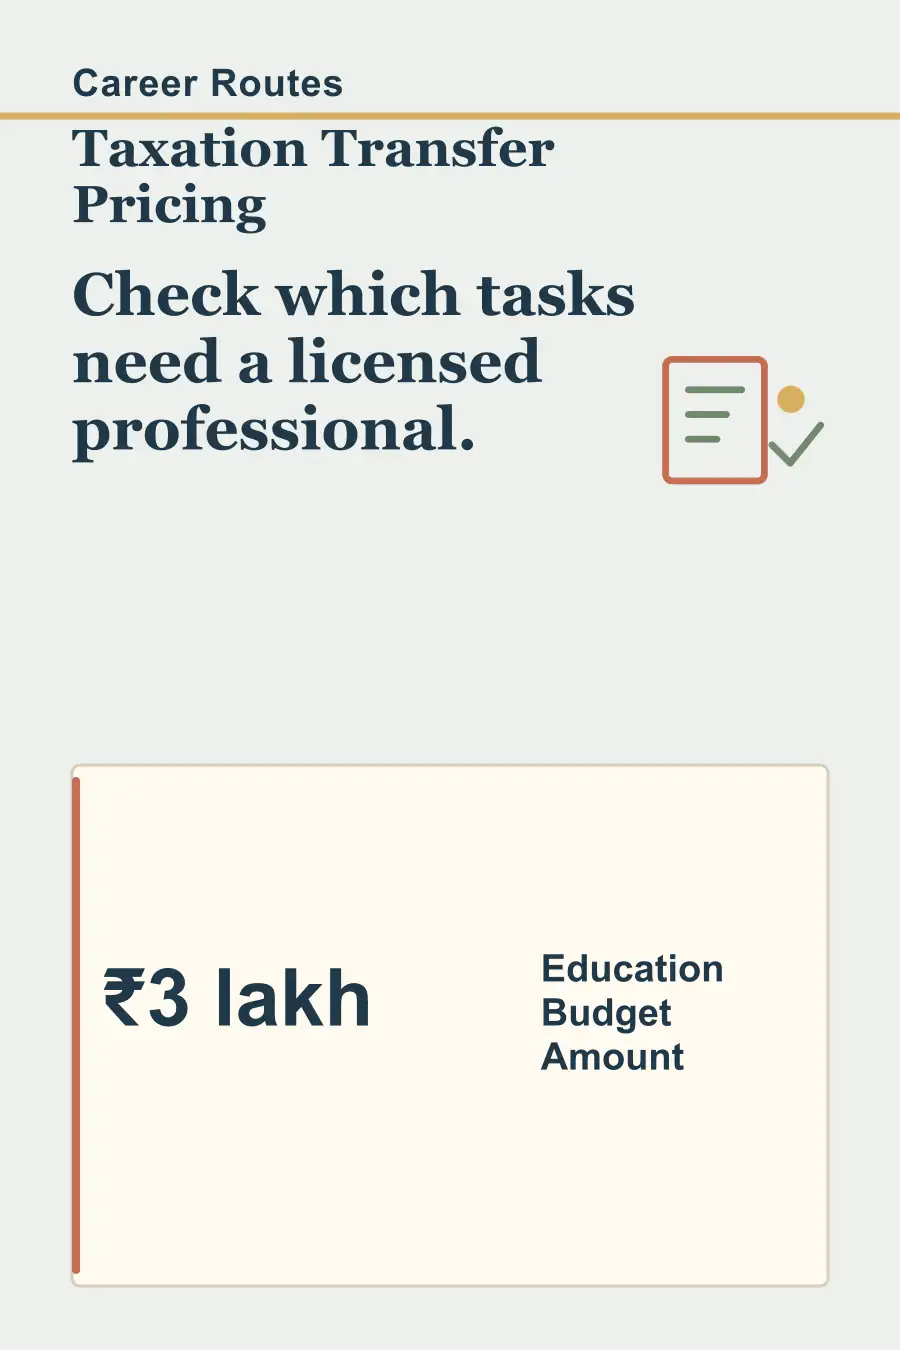 Career Routes
Taxation Transfer
Pricing
Check which tasks
need a licensed
professional.
₹3 lakh
Education
Budget
Amount